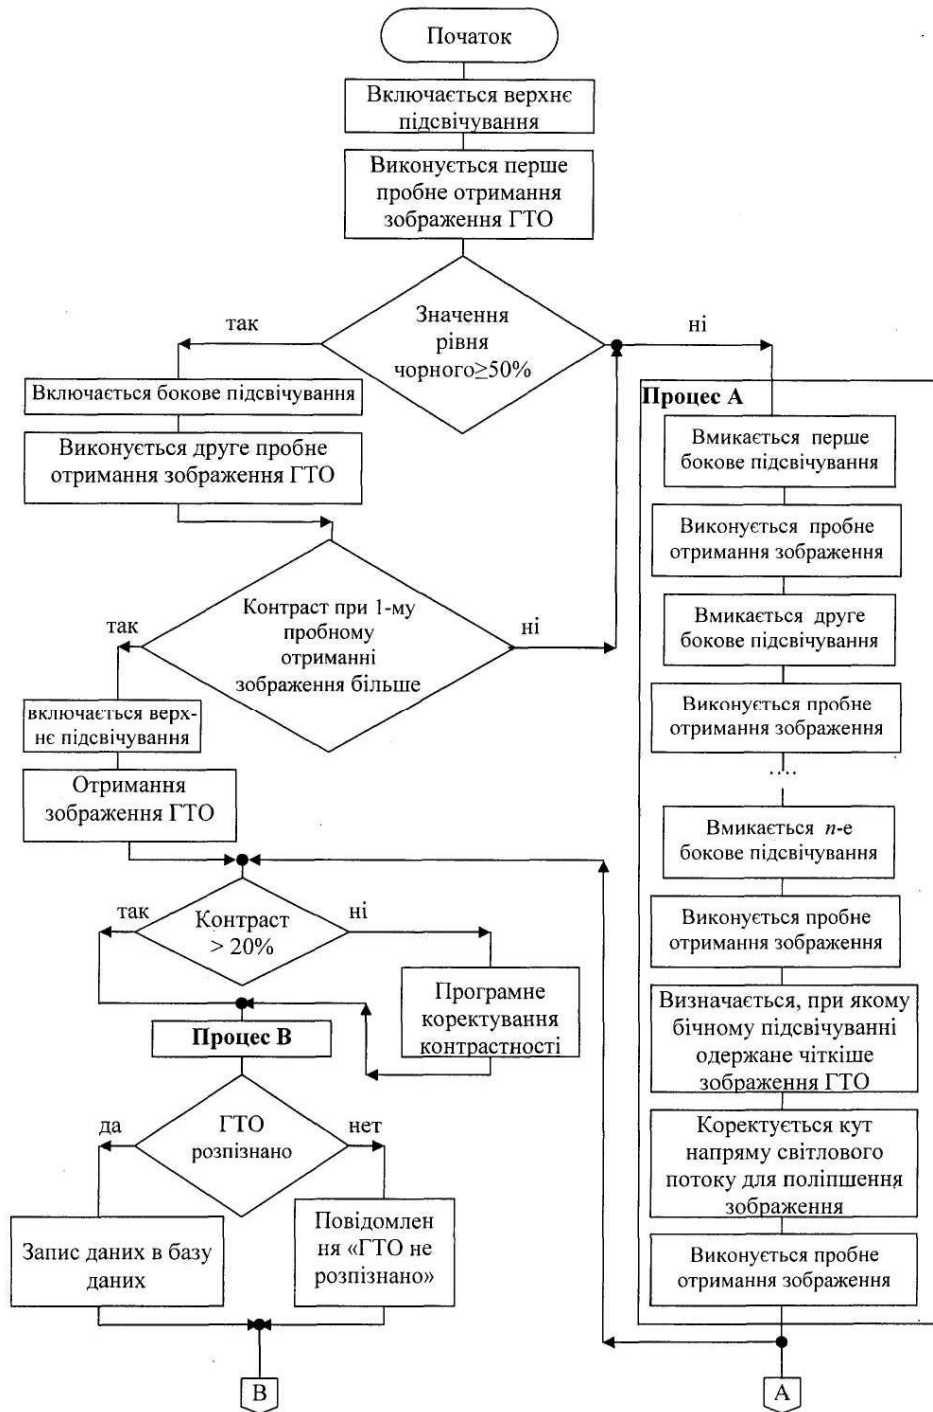 Початок
Включається верхнє
підсвічування
Виконується перше
пробне отримання
зображення ГТО
Значення
рівня
чорного≥50%
так
ні
Включається бокове підсвічування
Виконується друге пробне
отримання зображення ГТО
Контраст при 1-му
пробному
отриманні
зображення більше
так
ні
включається верх-
нє підсвічування
Отримання
зображення ГТО
Контраст
> 20%
так
ні
Програмне
коректування
контрастності
Процес В
ГТО
розпізнано
да
нет
Запис даних в базу
даних
Повідомлен
ня «ГТО не
розпізнано»
В
Процес А
Вмикається перше
бокове підсвічування
Виконується пробне
отримання зображення
Вмикається друге
бокове підсвічування
Виконується пробне
отримання зображення
....
Вмикається n-е
бокове підсвічування
Виконується пробне
отримання зображення
Визначається, при якому
бічному підсвічуванні
одержане чіткіше
зображення ГТО
Коректується кут
напряму світлового
потоку для поліпшення
зображення
Виконується пробне
отримання зображення
А